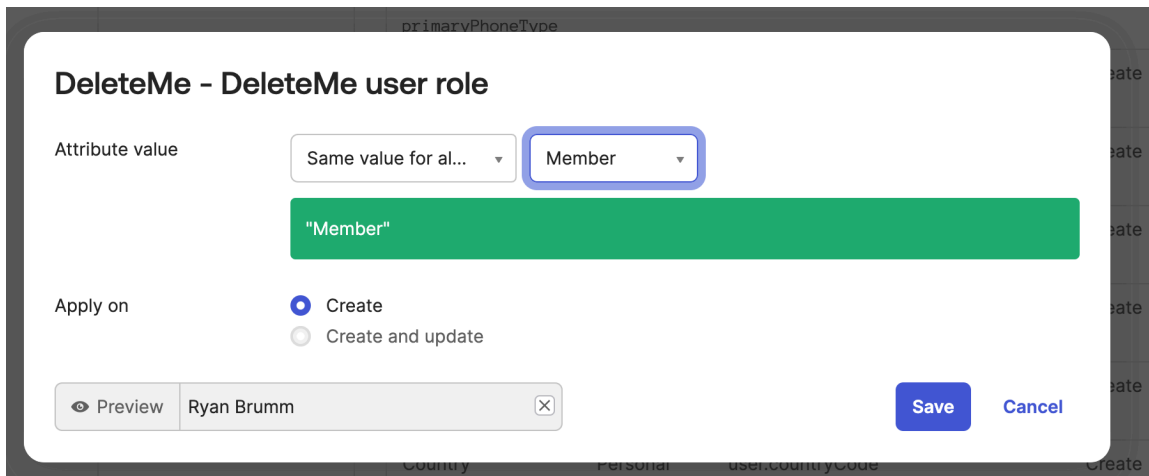 primaryPhoneType
DeleteMe - DeleteMe user role
Attribute value
Same value for al...
Member
"Member"
Apply on
Create
Create and update
Preview
Ryan Brumm
Save
Cancel
Country Personal user.countryCode Create